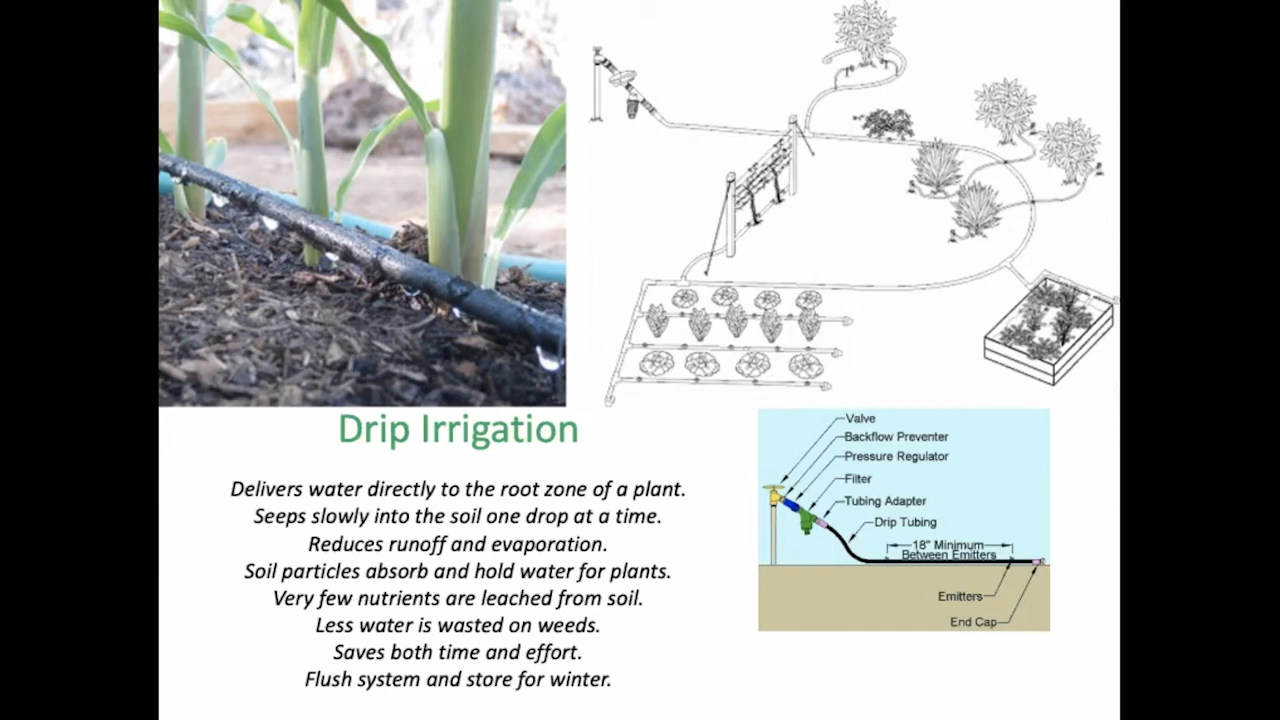 Drip Irrigation
Delivers water directly to the root zone of a plant.
Seeps slowly into the soil one drop at a time.
Reduces runoff and evaporation.
Soil particles absorb and hold water for plants.
Very few nutrients are leached from soil.
Less water is wasted on weeds.
Saves both time and effort.
Flush system and store for winter.
Valve
Backflow Preventer
Pressure Regulator
Filter
Tubing Adapter
Drip Tubing
18" Minimum
Between Emitters
Emitters
End Cap